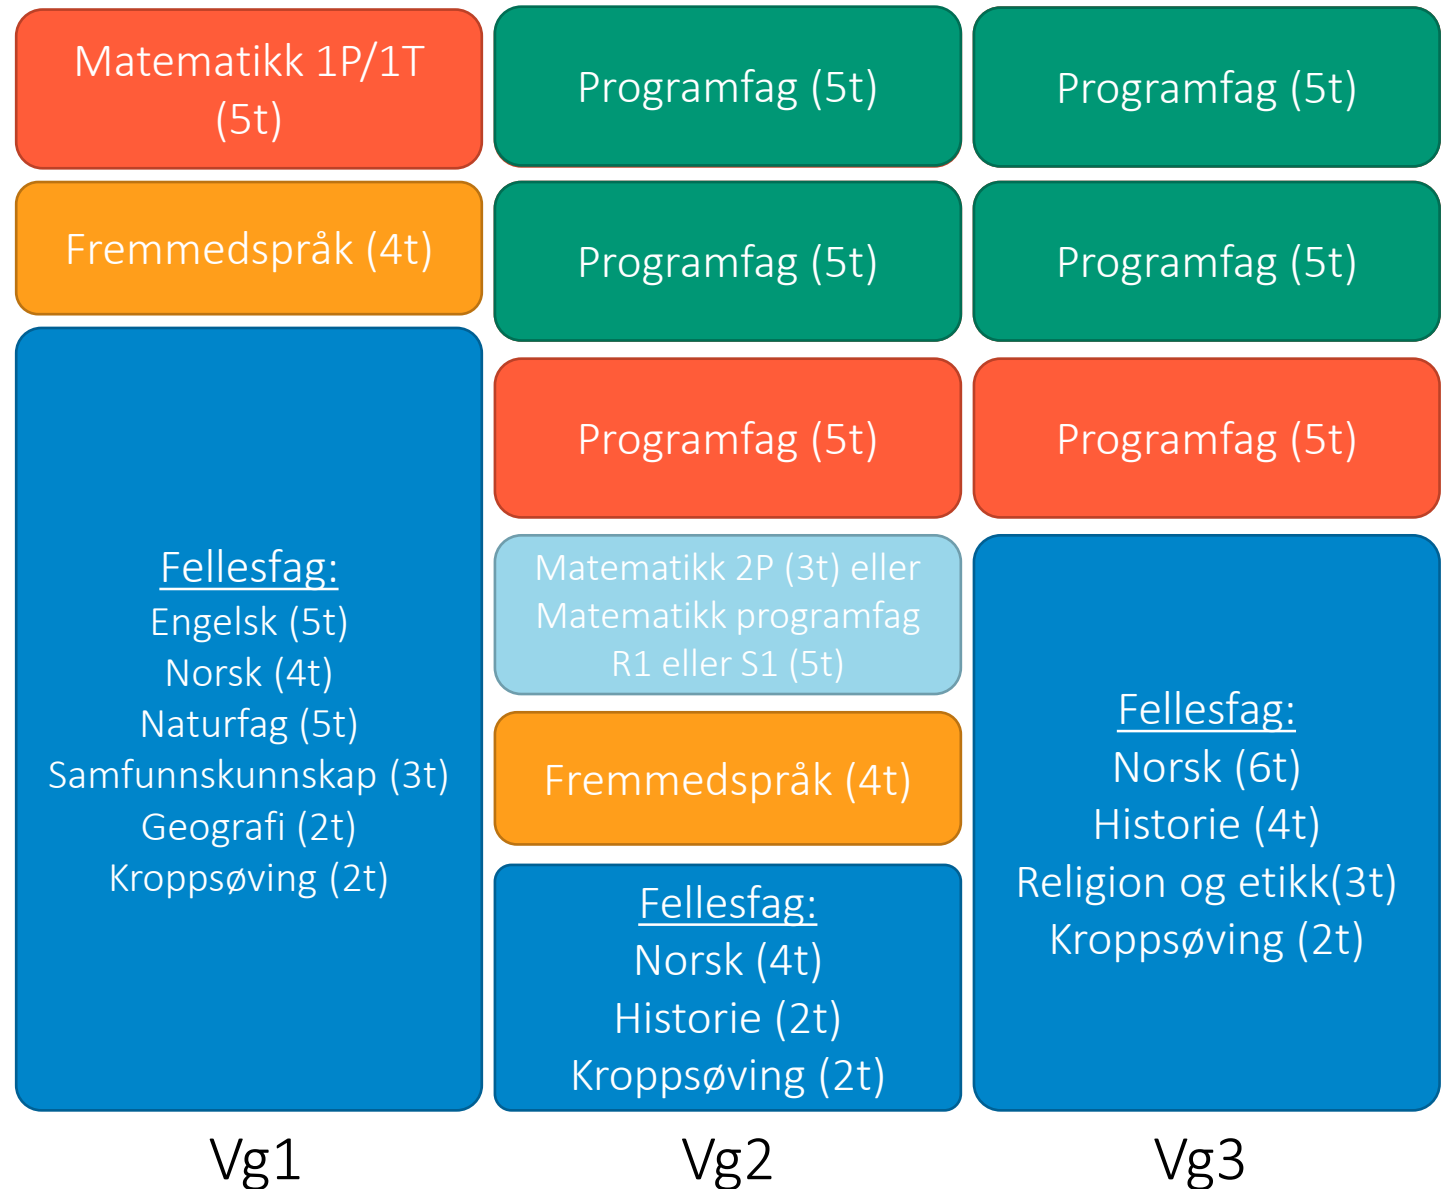 Matematikk 1P/1T
(5t)
Fremmedspråk (4t)
Fellesfag:
Engelsk (5t)
Norsk (4t)
Naturfag (5t)
Samfunnskunnskap (3t)
Geografi (2t)
Kroppsøving (2t)
Vg1
Programfag (5t)
Programfag (5t)
Programfag (5t)
Matematikk 2P (3t) eller
Matematikk programfag
R1 eller S1 (5t)
Fremmedspråk (4t)
Fellesfag:
Norsk (4t)
Historie (2t)
Kroppsøving (2t)
Vg2
Programfag (5t)
Programfag (5t)
Programfag (5t)
Fellesfag:
Norsk (6t)
Historie (4t)
Religion og etikk(3t)
Kroppsøving (2t)
Vg3